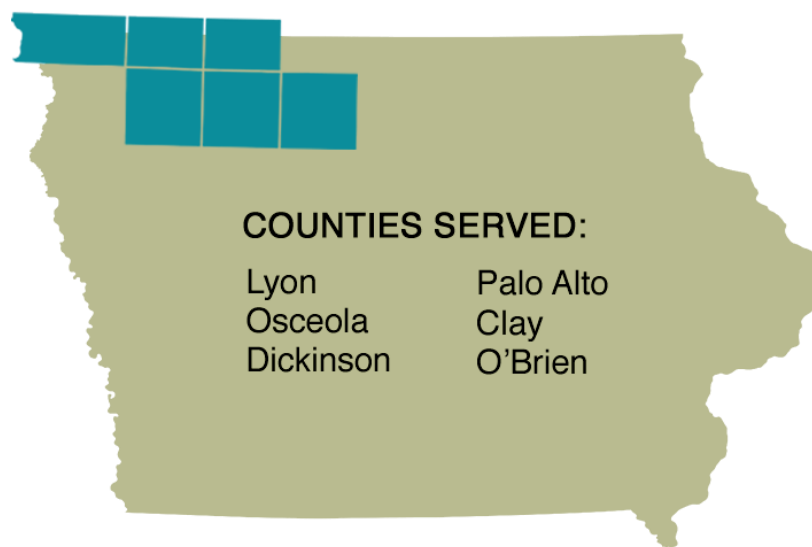 COUNTIES SERVED:
Lyon
Osceola
Dickinson
Palo Alto
Clay
O'Brien